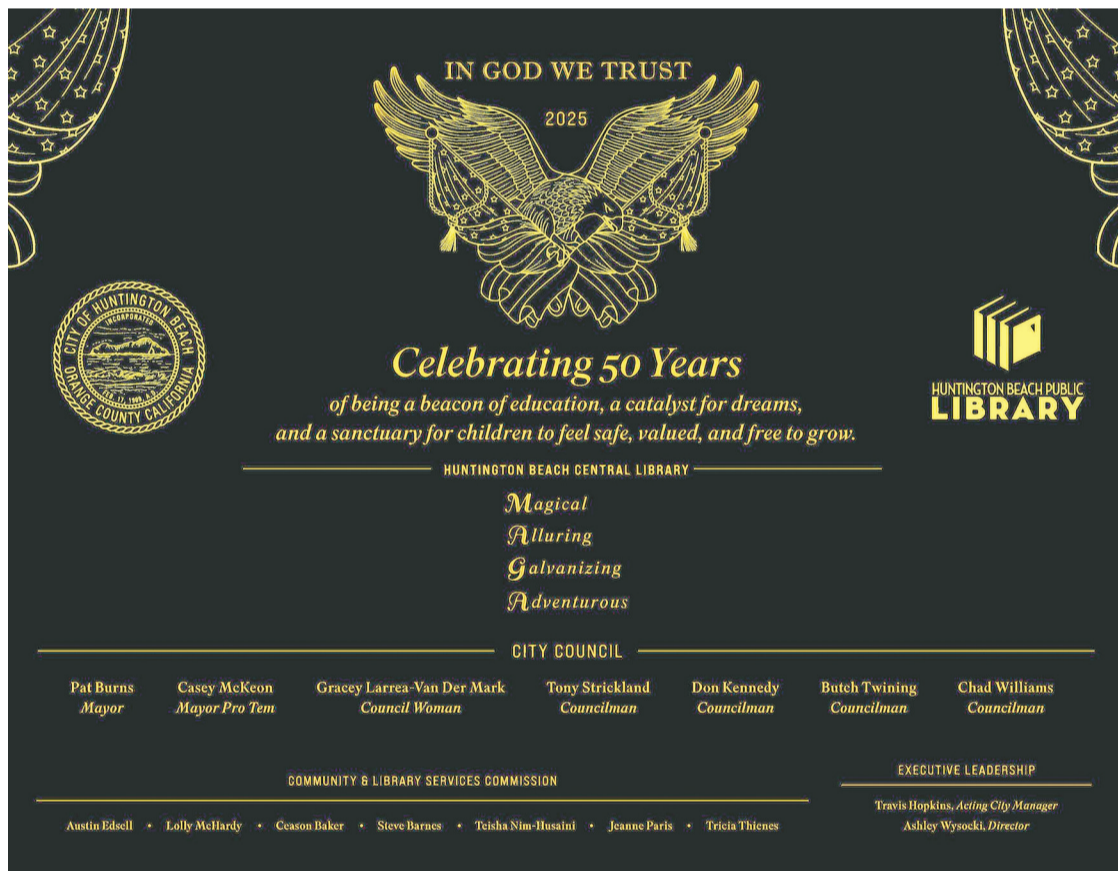 IN GOD WE TRUST
2025
CITY OF HUNTINGTON BEACH
INCORPORATED
FEB. 17, 1909
ORANGE COUNTY CALIFORNIA
HUNTINGTON BEACH PUBLIC
LIBRARY
Celebrating 50 Years
of being a beacon of education, a catalyst for dreams,
and a sanctuary for children to feel safe, valued, and free to grow.
HUNTINGTON BEACH CENTRAL LIBRARY
Magical
Alluring
Galvanizing
Adventurous
CITY COUNCIL
Pat Burns
Mayor
Casey McKeon
Mayor Pro Tem
Gracey Larrea-Van Der Mark
Council Woman
Tony Strickland
Councilman
Don Kennedy
Councilman
Butch Twining
Councilman
Chad Williams
Councilman
COMMUNITY & LIBRARY SERVICES COMMISSION
Austin Edsell • Lolly McHardy • Ceason Baker • Steve Barnes • Teisha Nim-Husaini • Jeanne Paris • Tricia Thienes
EXECUTIVE LEADERSHIP
Travis Hopkins, Acting City Manager
Ashley Wysocki, Director